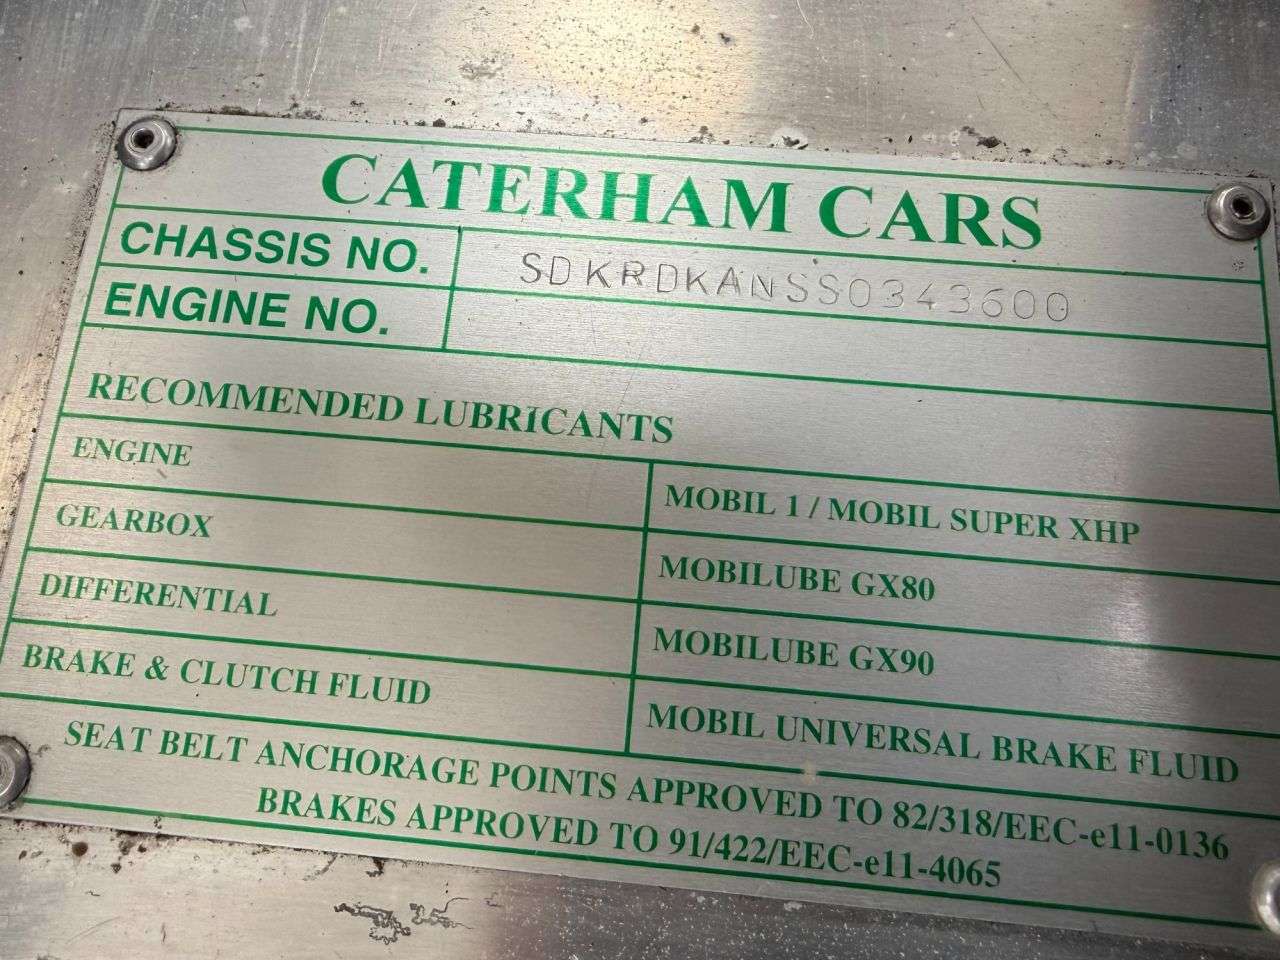 CATERHAM CARS
CHASSIS NO. SDKRDKANSS0343600
ENGINE NO.
RECOMMENDED LUBRICANTS
ENGINE MOBIL 1 / MOBIL SUPER XHP
GEARBOX MOBILUBE GX80
DIFFERENTIAL MOBILUBE GX90
BRAKE & CLUTCH FLUID MOBIL UNIVERSAL BRAKE FLUID
SEAT BELT ANCHORAGE POINTS APPROVED TO 82/318/EEC-e11-0136
BRAKES APPROVED TO 91/422/EEC-e11-4065